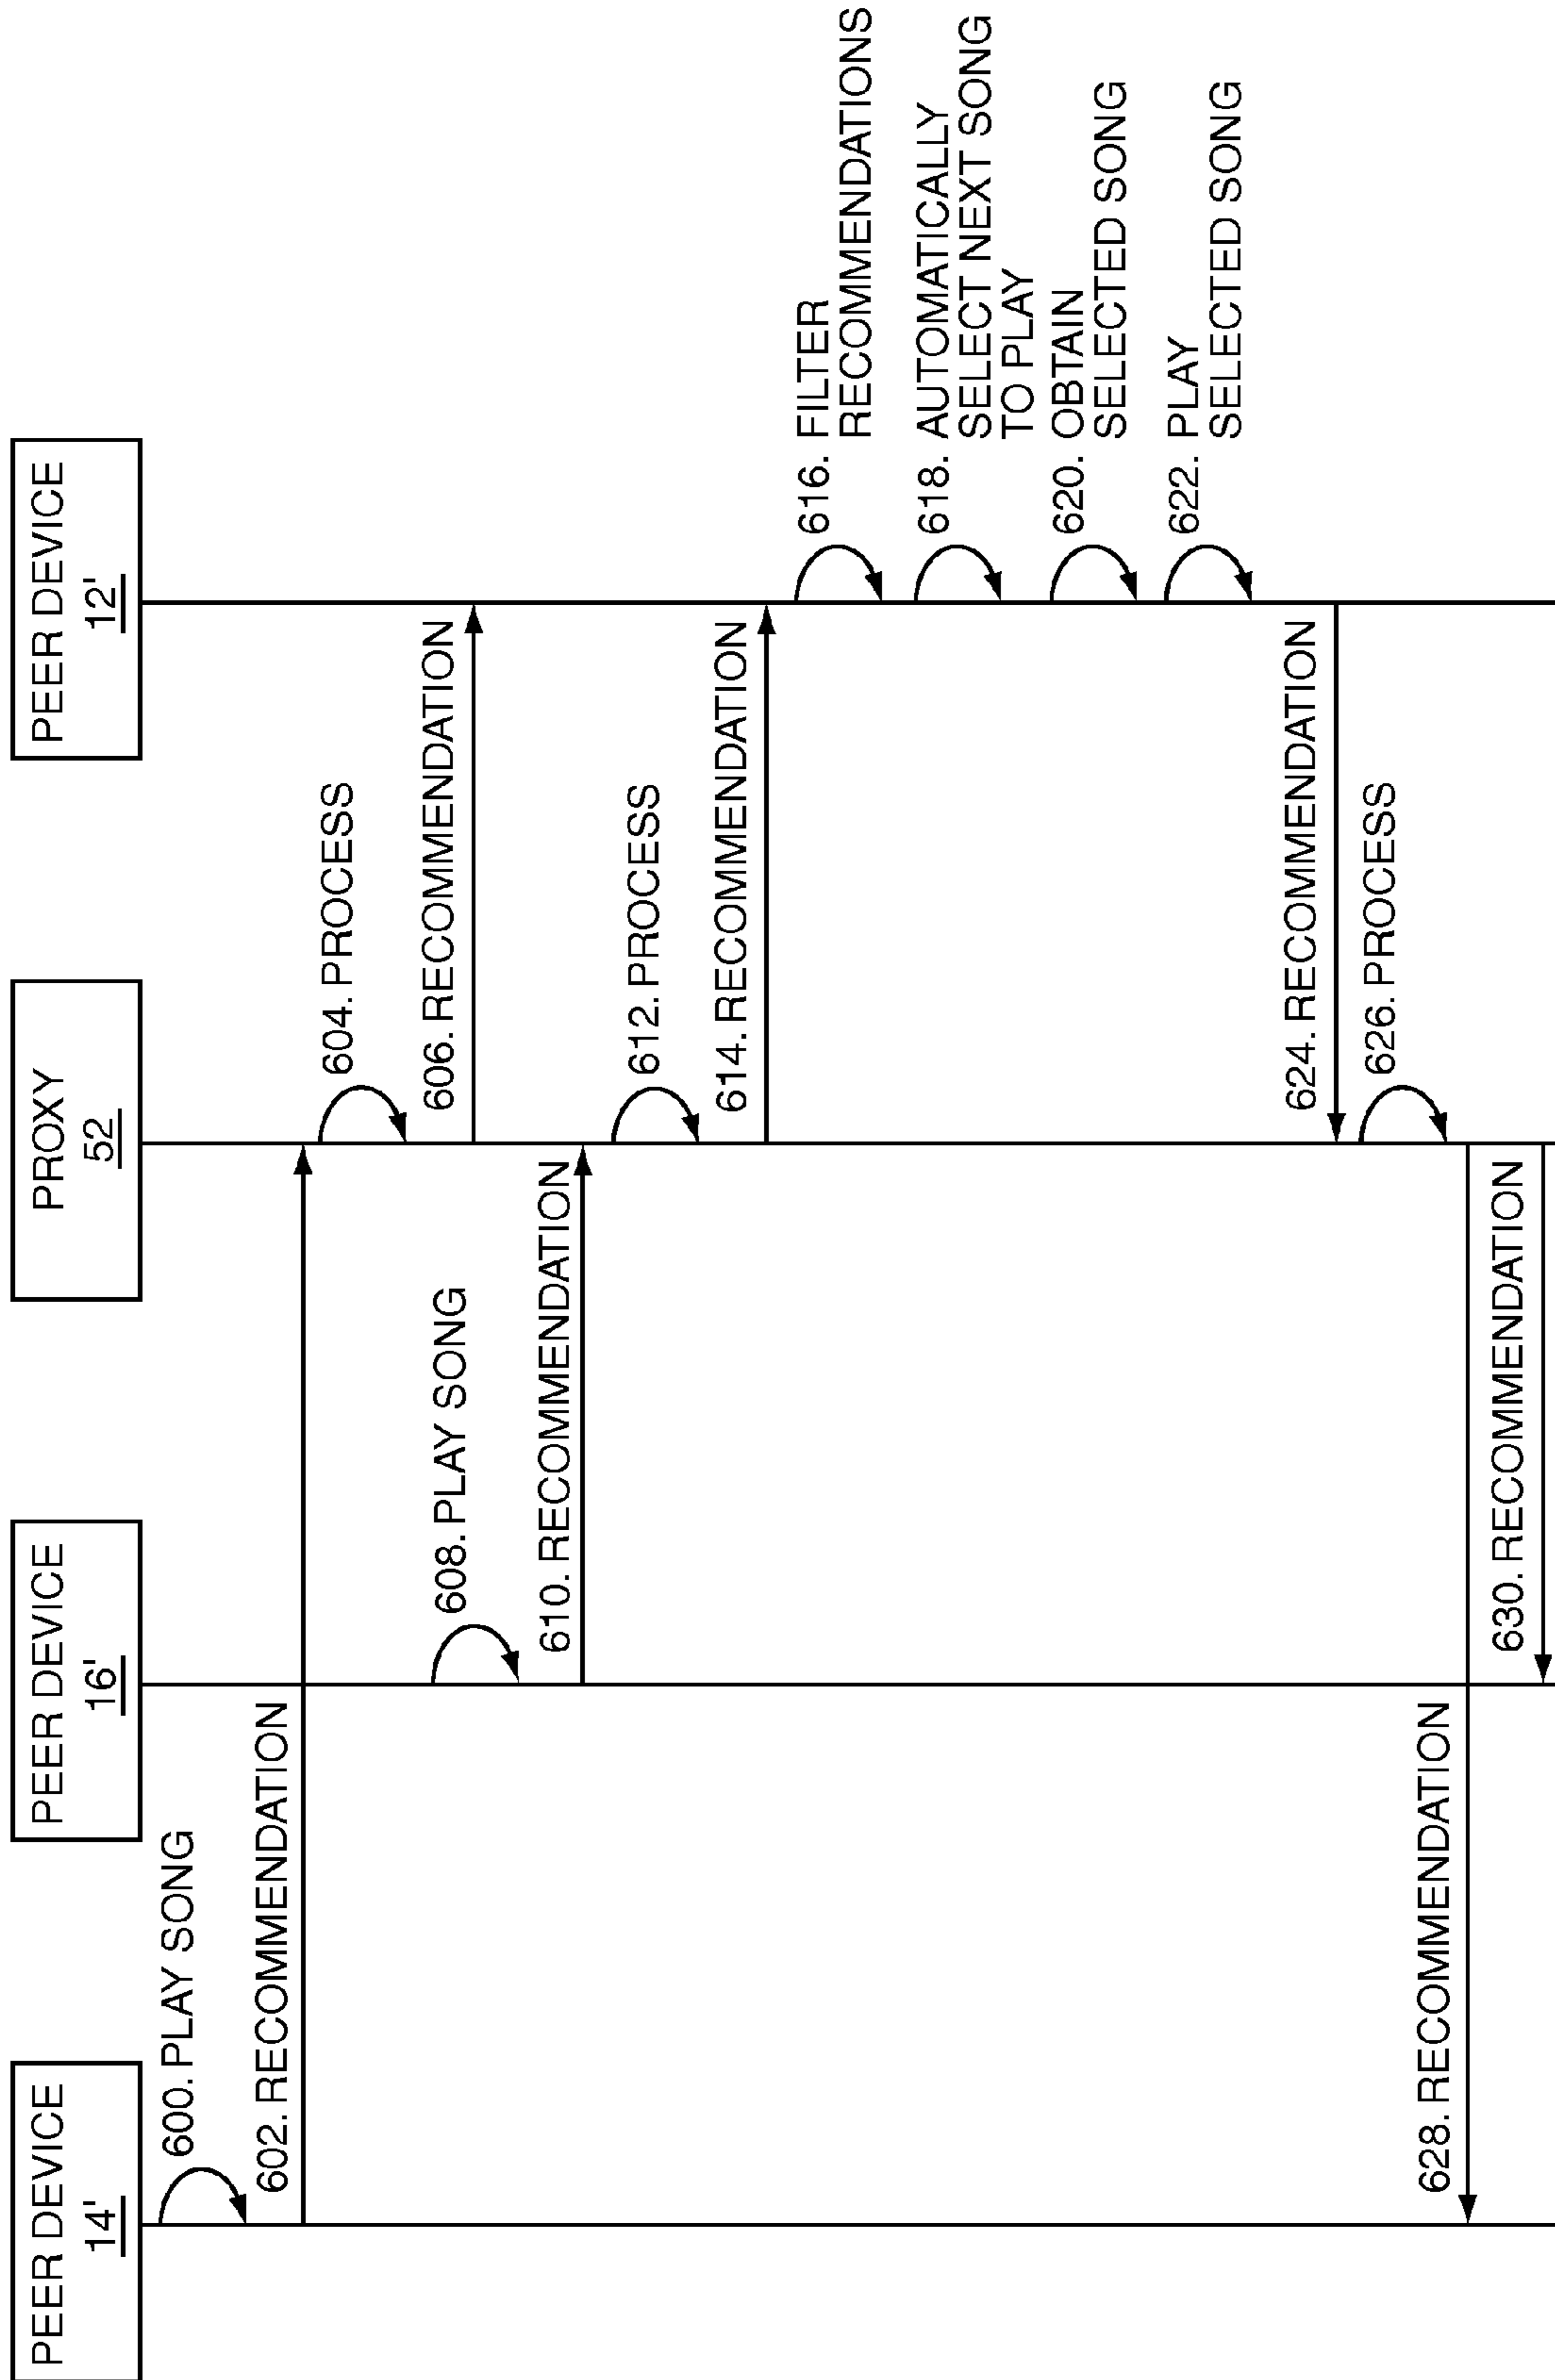 PEER DEVICE
14'
PEER DEVICE
16'
PROXY
52
PEER DEVICE
12'
600. PLAY SONG
602. RECOMMENDATION
604. PROCESS
606. RECOMMENDATION
608. PLAY SONG
610. RECOMMENDATION
612. PROCESS
614. RECOMMENDATION
616. FILTER
RECOMMENDATIONS
618. AUTOMATICALLY
SELECT NEXT SONG
TO PLAY
620. OBTAIN
SELECTED SONG
622. PLAY
SELECTED SONG
624. RECOMMENDATION
626. PROCESS
628. RECOMMENDATION
630. RECOMMENDATION